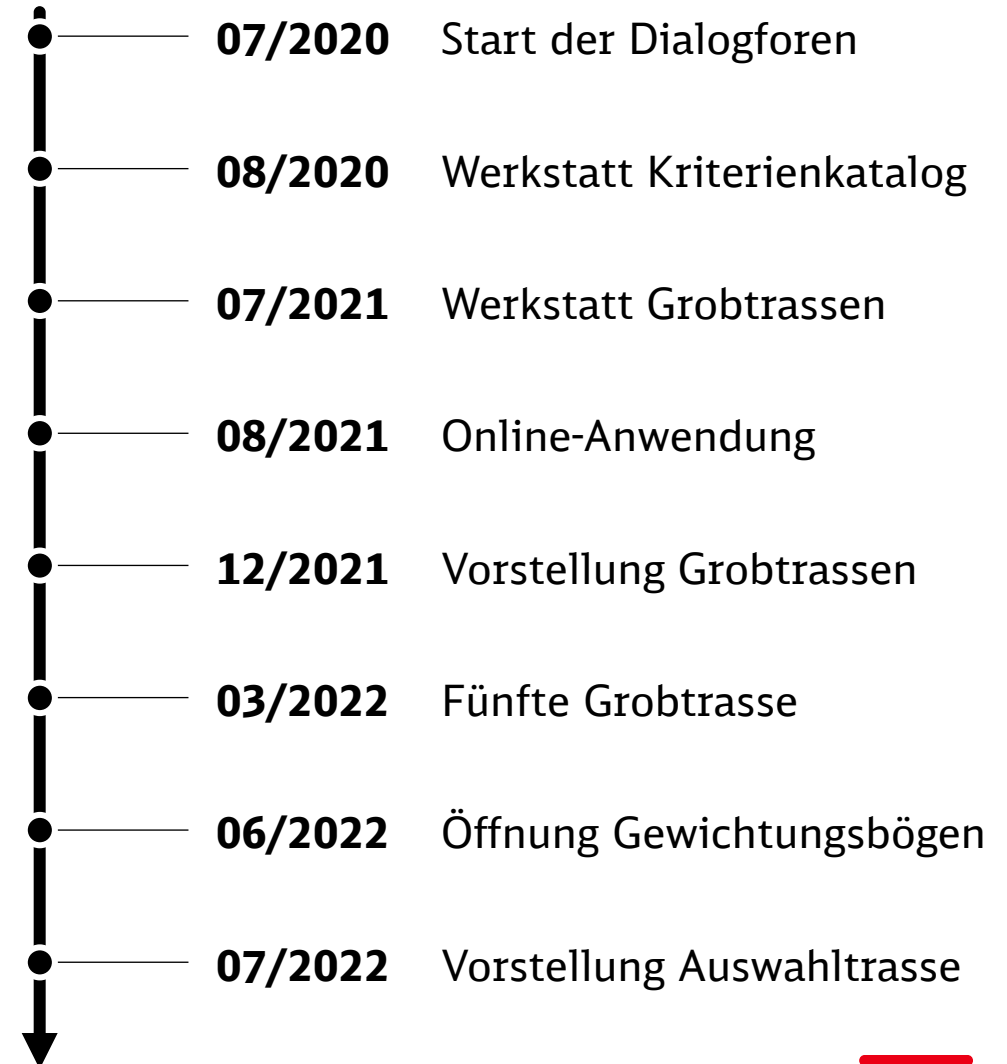 07/2020 Start der Dialogforen
08/2020 Werkstatt Kriterienkatalog
07/2021 Werkstatt Grobtrassen
08/2021 Online-Anwendung
12/2021 Vorstellung Grobtrassen
03/2022 Fünfte Grobtrasse
06/2022 Öffnung Gewichtungsbögen
07/2022 Vorstellung Auswahltrasse